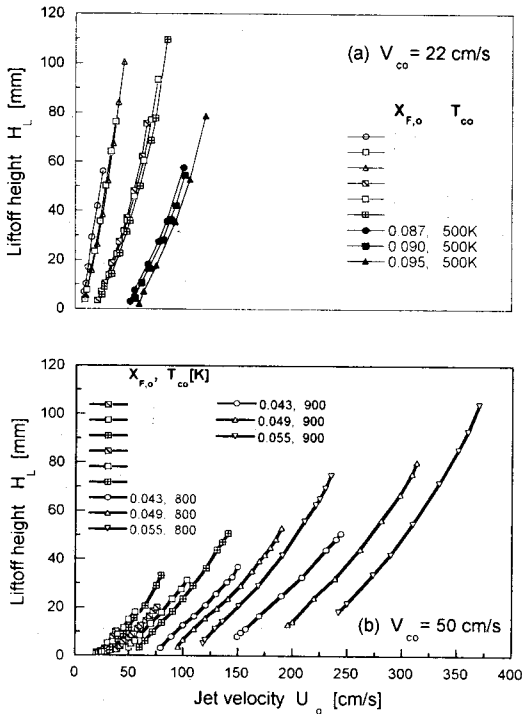 120
100
80
60
40
20
0
Liftoff height H_L [mm]
(a) V_co = 22 cm/s
X_F,o T_co
0.087, 500K
0.090, 500K
0.095, 500K
120
100
80
60
40
20
0
Liftoff height H_L [mm]
X_F,o, T_co[K]
0.043, 800
0.049, 800
0.055, 800
0.043, 900
0.049, 900
0.055, 900
(b) V_co = 50 cm/s
0 50 100 150 200 250 300 350 400
Jet velocity U_o [cm/s]